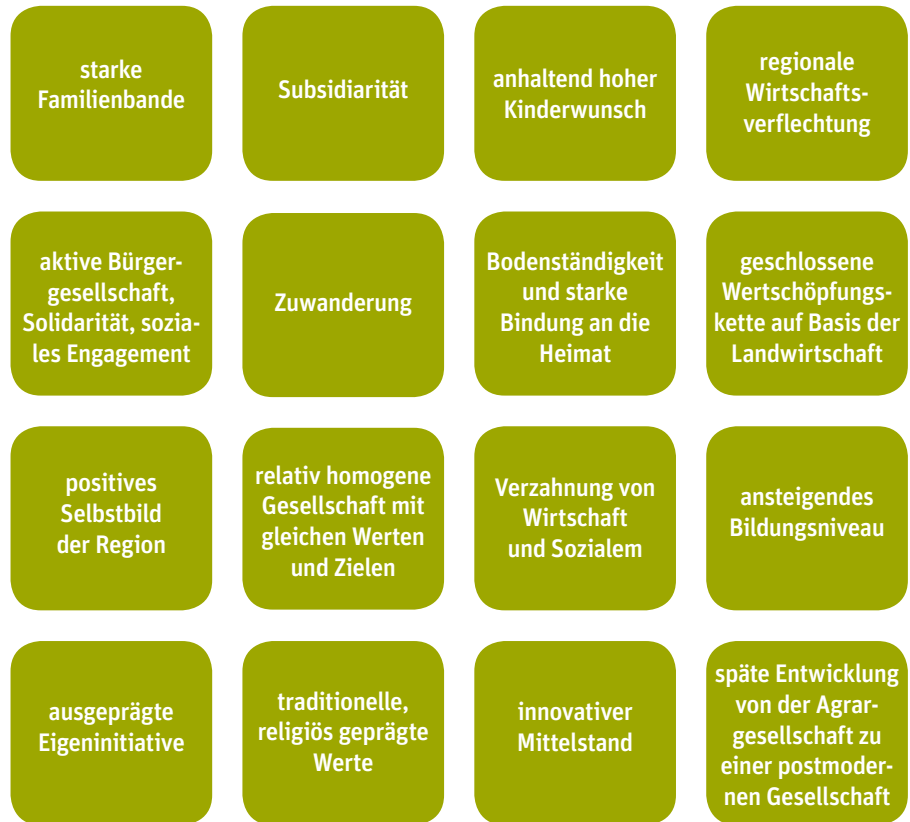 starke
Familienbande
Subsidiarität
anhaltend hoher
Kinderwunsch
regionale
Wirtschafts-
verflechtung
aktive Bürger-
gesellschaft,
Solidarität, sozia-
les Engagement
Zuwanderung
Bodenständigkeit
und starke
Bindung an die
Heimat
geschlossene
Wertschöpfungs-
kette auf Basis der
Landwirtschaft
positives
Selbstbild
der Region
relativ homogene
Gesellschaft mit
gleichen Werten
und Zielen
Verzahnung von
Wirtschaft
und Sozialem
ansteigendes
Bildungsniveau
ausgeprägte
Eigeninitiative
traditionelle,
religiös geprägte
Werte
innovativer
Mittelstand
späte Entwicklung
von der Agrar-
gesellschaft zu
einer postmoder-
nen Gesellschaft